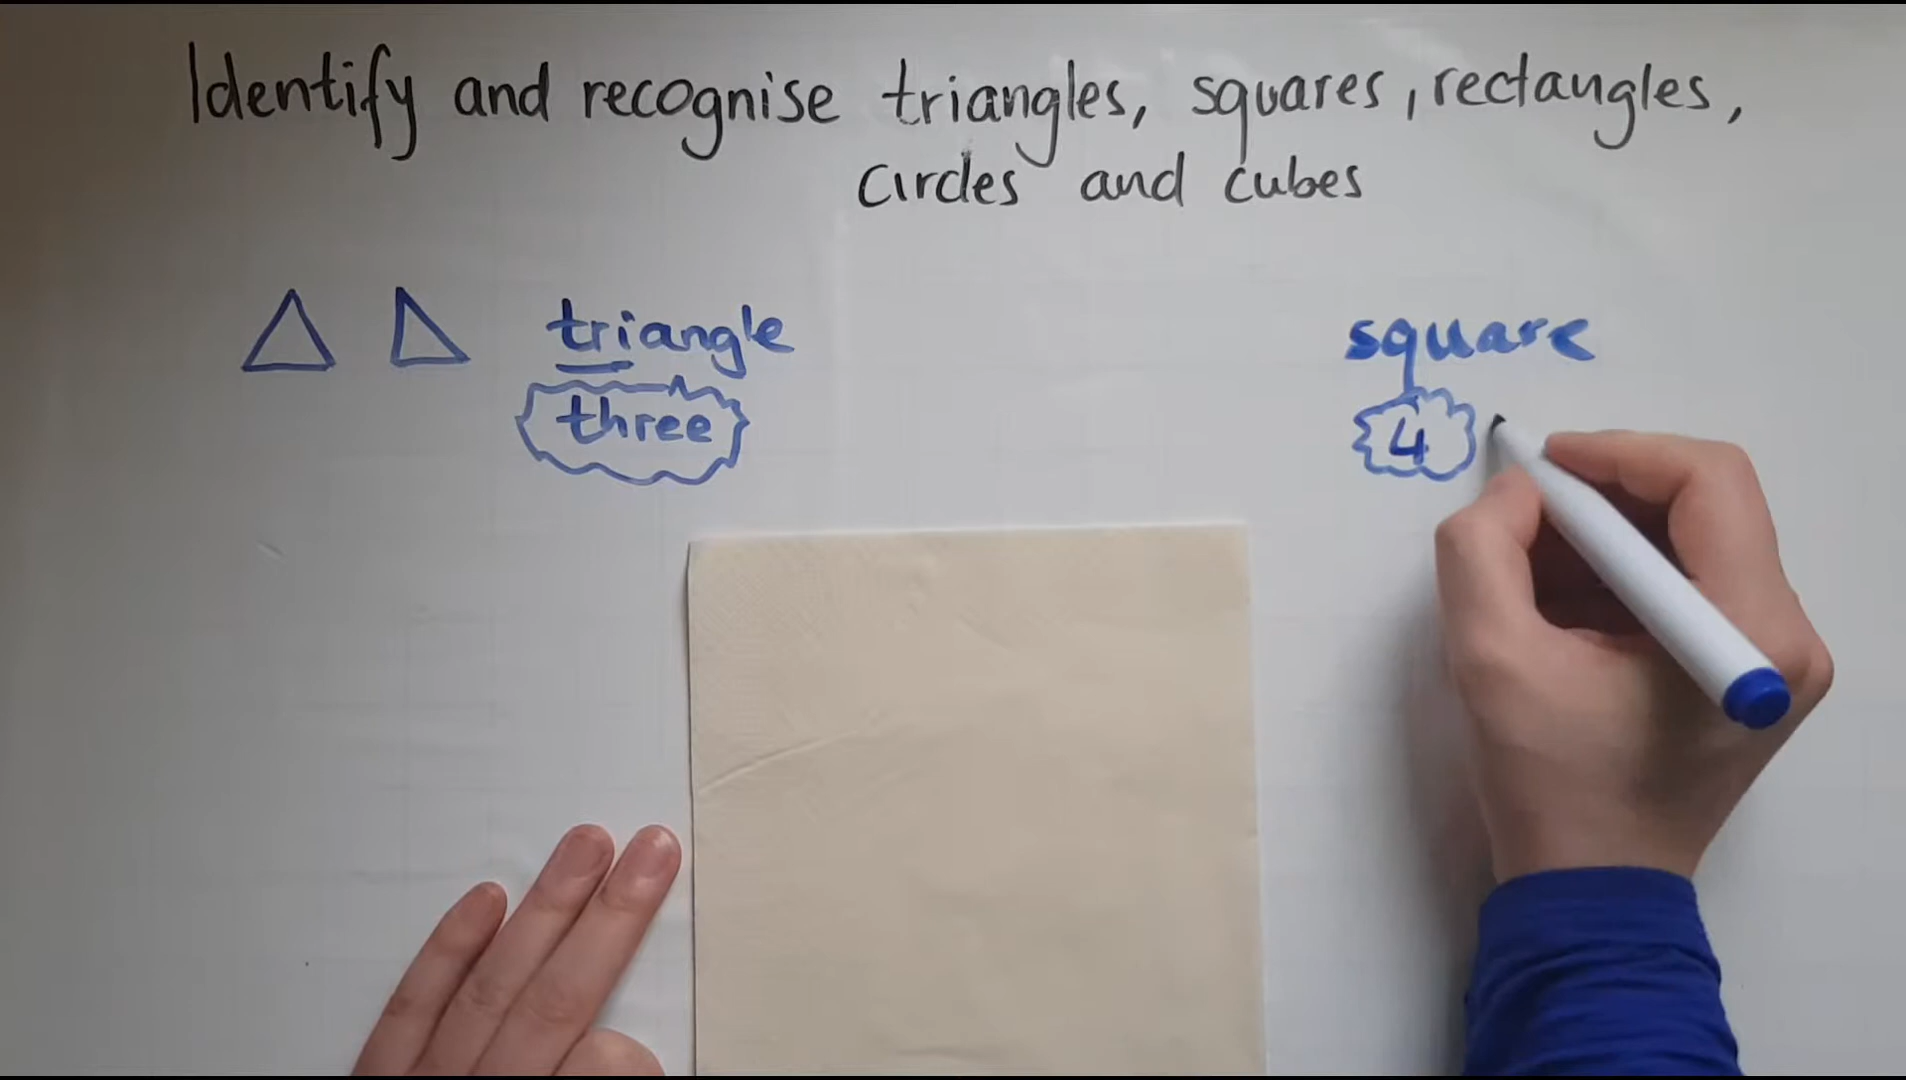 Identify and recognise triangles, squares, rectangles,
circles and cubes
triangle
square
three
4